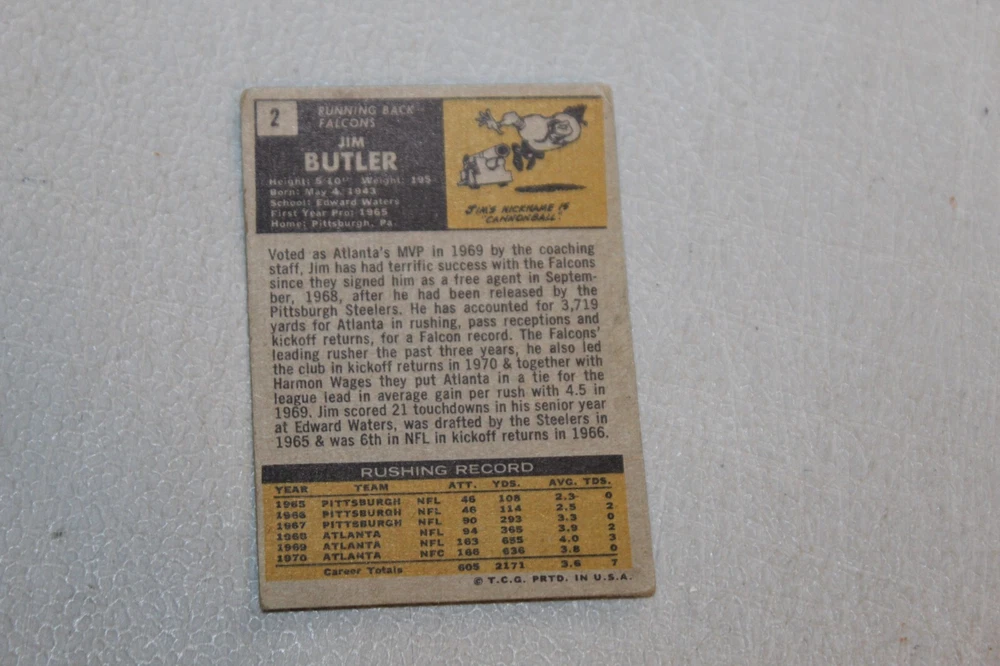 2
RUNNING BACK
FALCONS
JIM
BUTLER
Height: 5'10" Weight: 195
Born: May 4, 1943
School: Edward Waters
First Year Pro: 1965
Home: Pittsburgh, Pa.
JIM'S NICKNAME IS
"CANNONBALL"
Voted as Atlanta's MVP in 1969 by the coaching
staff, Jim has had terrific success with the Falcons
since they signed him as a free agent in Septem-
ber, 1968, after he had been released by the
Pittsburgh Steelers. He has accounted for 3,719
yards for Atlanta in rushing, pass receptions and
kickoff returns, for a Falcon record. The Falcons'
leading rusher the past three years, he also led
the club in kickoff returns in 1970 & together with
Harmon Wages they put Atlanta in a tie for the
league lead in average gain per rush with 4.5 in
1969. Jim scored 21 touchdowns in his senior year
at Edward Waters, was drafted by the Steelers in
1965 & was 6th in NFL in kickoff returns in 1966.
RUSHING RECORD
YEAR TEAM ATT. YDS. AVG. TDS.
1965 PITTSBURGH NFL 46 108 2.3 0
1966 PITTSBURGH NFL 46 114 2.5 2
1967 PITTSBURGH NFL 90 293 3.3 0
1968 ATLANTA NFL 94 365 3.9 2
1969 ATLANTA NFL 163 655 4.0 3
1970 ATLANTA NFC 166 636 3.8 0
Career Totals 605 2171 3.6 7
© T.C.G. PRTD. IN U.S.A.